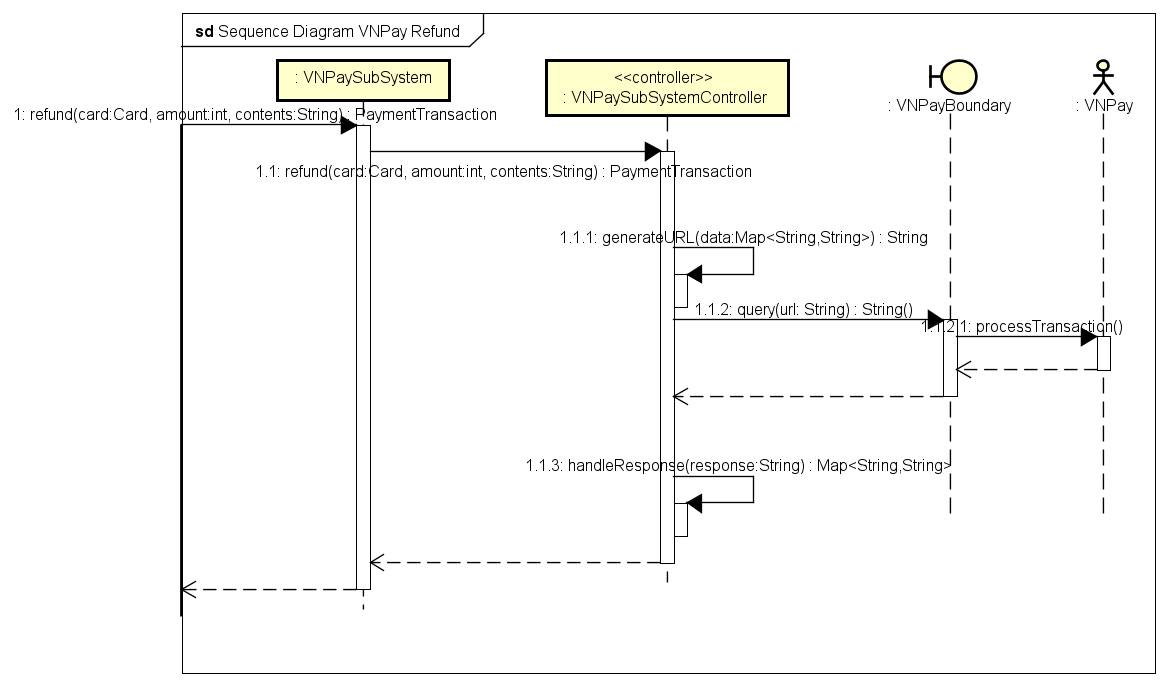 sd Sequence Diagram VNPay Refund
: VNPaySubSystem
<<controller>>
: VNPaySubSystemController
: VNPayBoundary
: VNPay
1: refund(card:Card, amount:int, contents:String) : PaymentTransaction
1.1: refund(card:Card, amount:int, contents:String) : PaymentTransaction
1.1.1: generateURL(data:Map<String,String>) : String
1.1.2: query(url: String) : String()
1.1.2.1: processTransaction()
1.1.3: handleResponse(response:String) : Map<String,String>